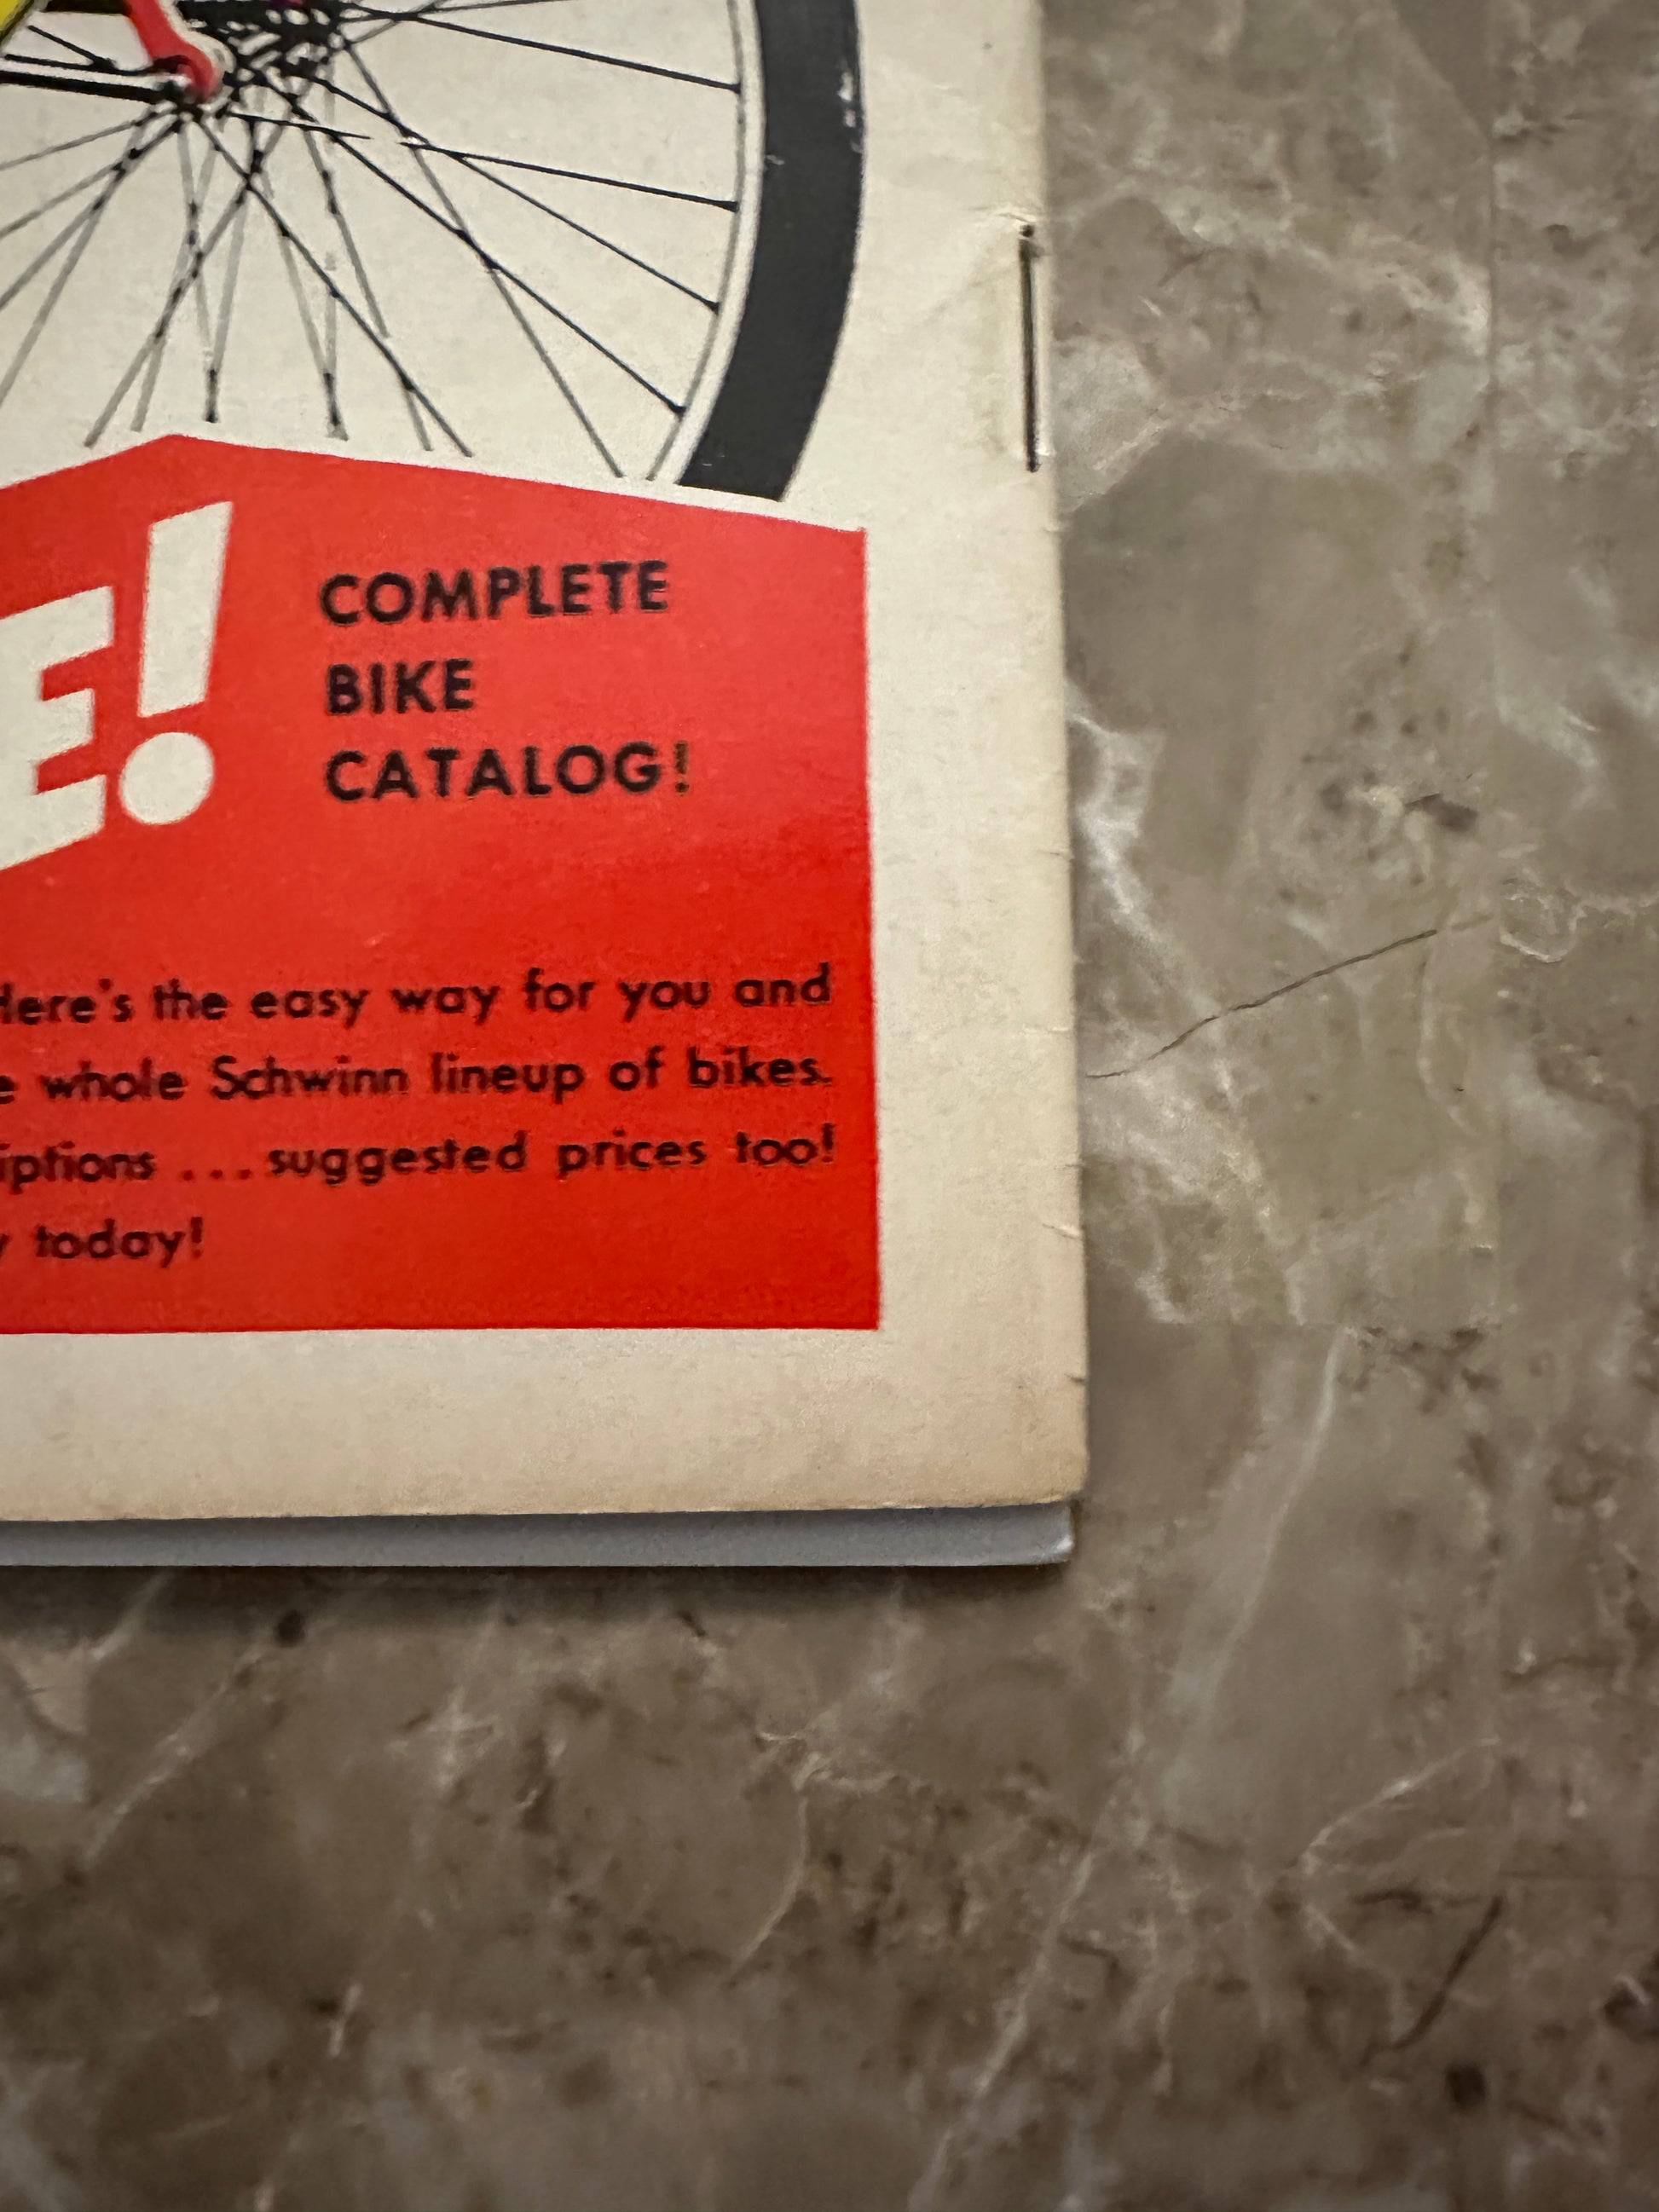 E!
COMPLETE
BIKE
CATALOG!
Here's the easy way for you and
e whole Schwinn lineup of bikes.
iptions ... suggested prices too!
y today!